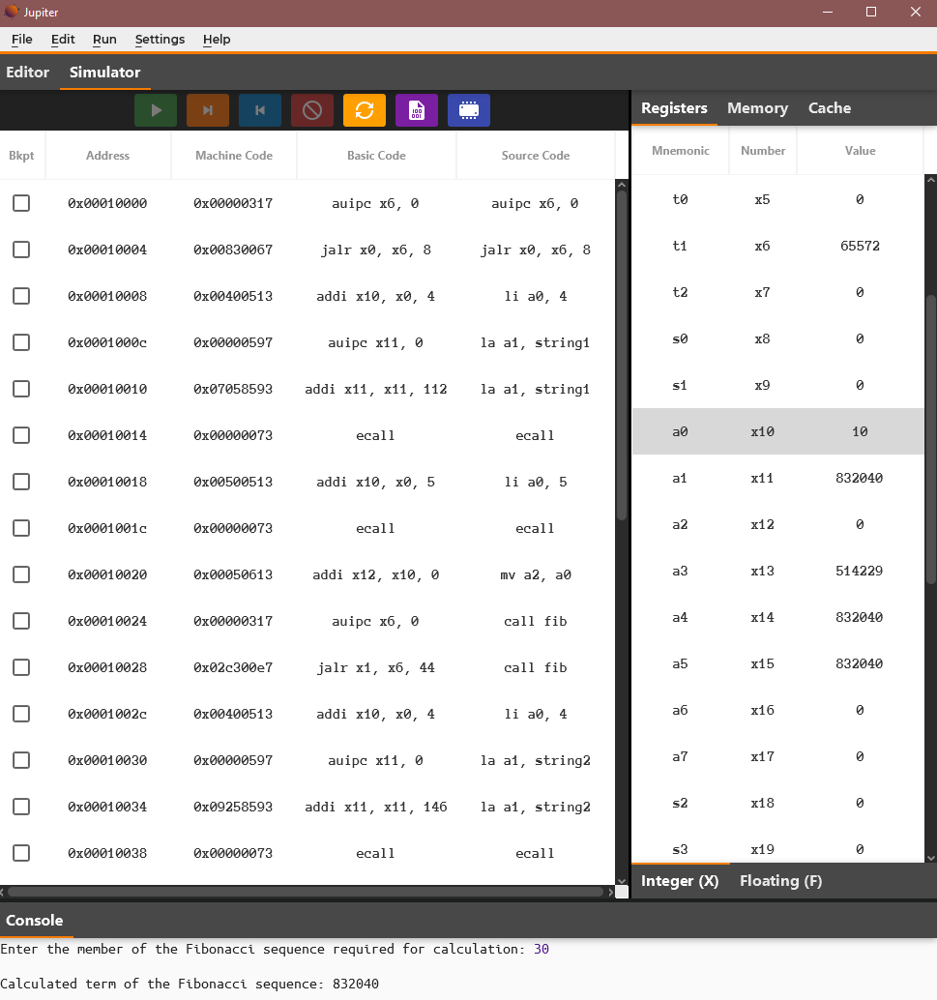 Jupiter
File Edit Run Settings Help
Editor Simulator
Registers Memory Cache
Bkpt Address Machine Code Basic Code Source Code
0x00010000 0x00000317 auipc x6, 0 auipc x6, 0
0x00010004 0x00830067 jalr x0, x6, 8 jalr x0, x6, 8
0x00010008 0x00400513 addi x10, x0, 4 li a0, 4
0x0001000c 0x00000597 auipc x11, 0 la a1, string1
0x00010010 0x07058593 addi x11, x11, 112 la a1, string1
0x00010014 0x00000073 ecall ecall
0x00010018 0x00500513 addi x10, x0, 5 li a0, 5
0x0001001c 0x00000073 ecall ecall
0x00010020 0x00050613 addi x12, x10, 0 mv a2, a0
0x00010024 0x00000317 auipc x6, 0 call fib
0x00010028 0x02c300e7 jalr x1, x6, 44 call fib
0x0001002c 0x00400513 addi x10, x0, 4 li a0, 4
0x00010030 0x00000597 auipc x11, 0 la a1, string2
0x00010034 0x09258593 addi x11, x11, 146 la a1, string2
0x00010038 0x00000073 ecall ecall
Mnemonic Number Value
t0 x5 0
t1 x6 65572
t2 x7 0
s0 x8 0
s1 x9 0
a0 x10 10
a1 x11 832040
a2 x12 0
a3 x13 514229
a4 x14 832040
a5 x15 832040
a6 x16 0
a7 x17 0
s2 x18 0
s3 x19 0
Integer (X) Floating (F)
Console
Enter the member of the Fibonacci sequence required for calculation: 30
Calculated term of the Fibonacci sequence: 832040